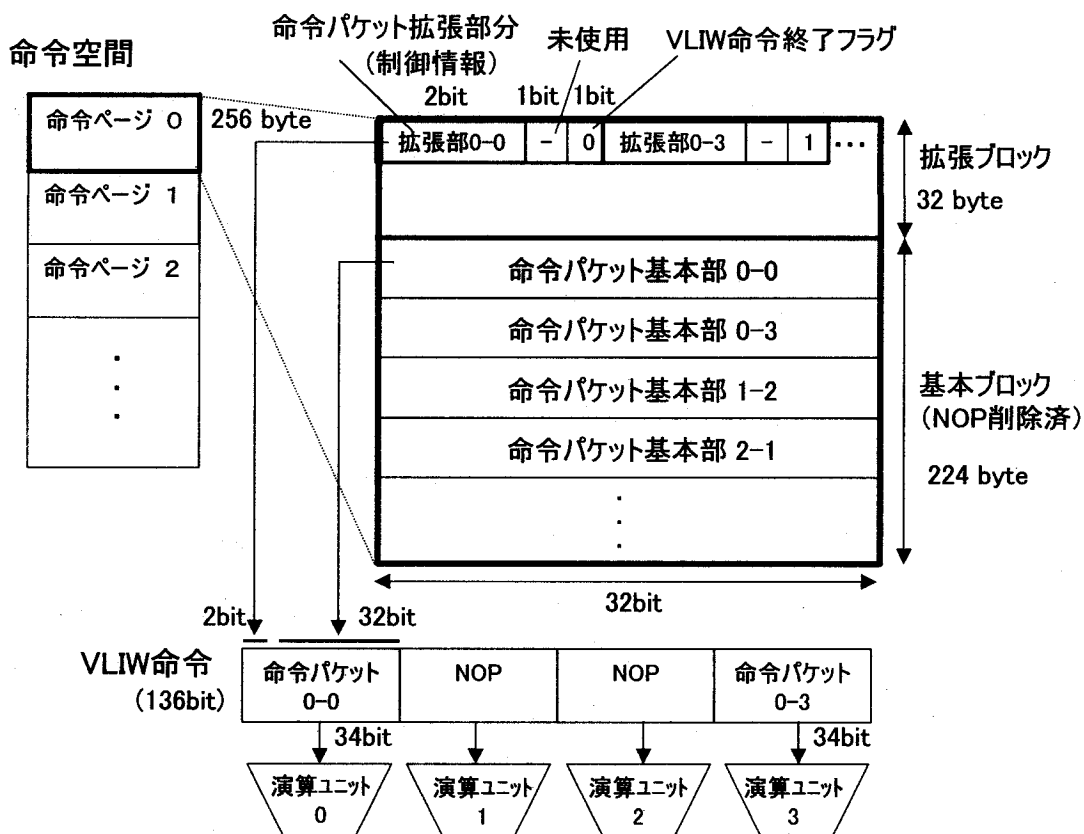 命令空間
命令パケット拡張部分
(制御情報)
未使用
VLIW命令終了フラグ
2bit
1bit
1bit
命令ページ 0
256 byte
命令ページ 1
命令ページ 2
拡張部0-0
-
0
拡張部0-3
-
1
…
拡張ブロック
32 byte
命令パケット基本部 0-0
命令パケット基本部 0-3
命令パケット基本部 1-2
命令パケット基本部 2-1
基本ブロック
(NOP削除済)
224 byte
32bit
2bit
32bit
VLIW命令
(136bit)
命令パケット
0-0
NOP
NOP
命令パケット
0-3
34bit
34bit
演算ユニット
0
演算ユニット
1
演算ユニット
2
演算ユニット
3